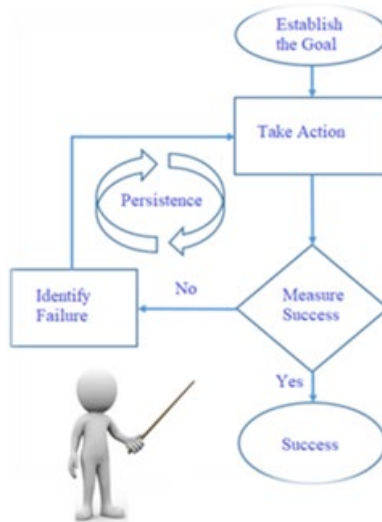 Establish
the Goal
Take Action
Persistence
Identify
Failure
No
Measure
Success
Yes
Success